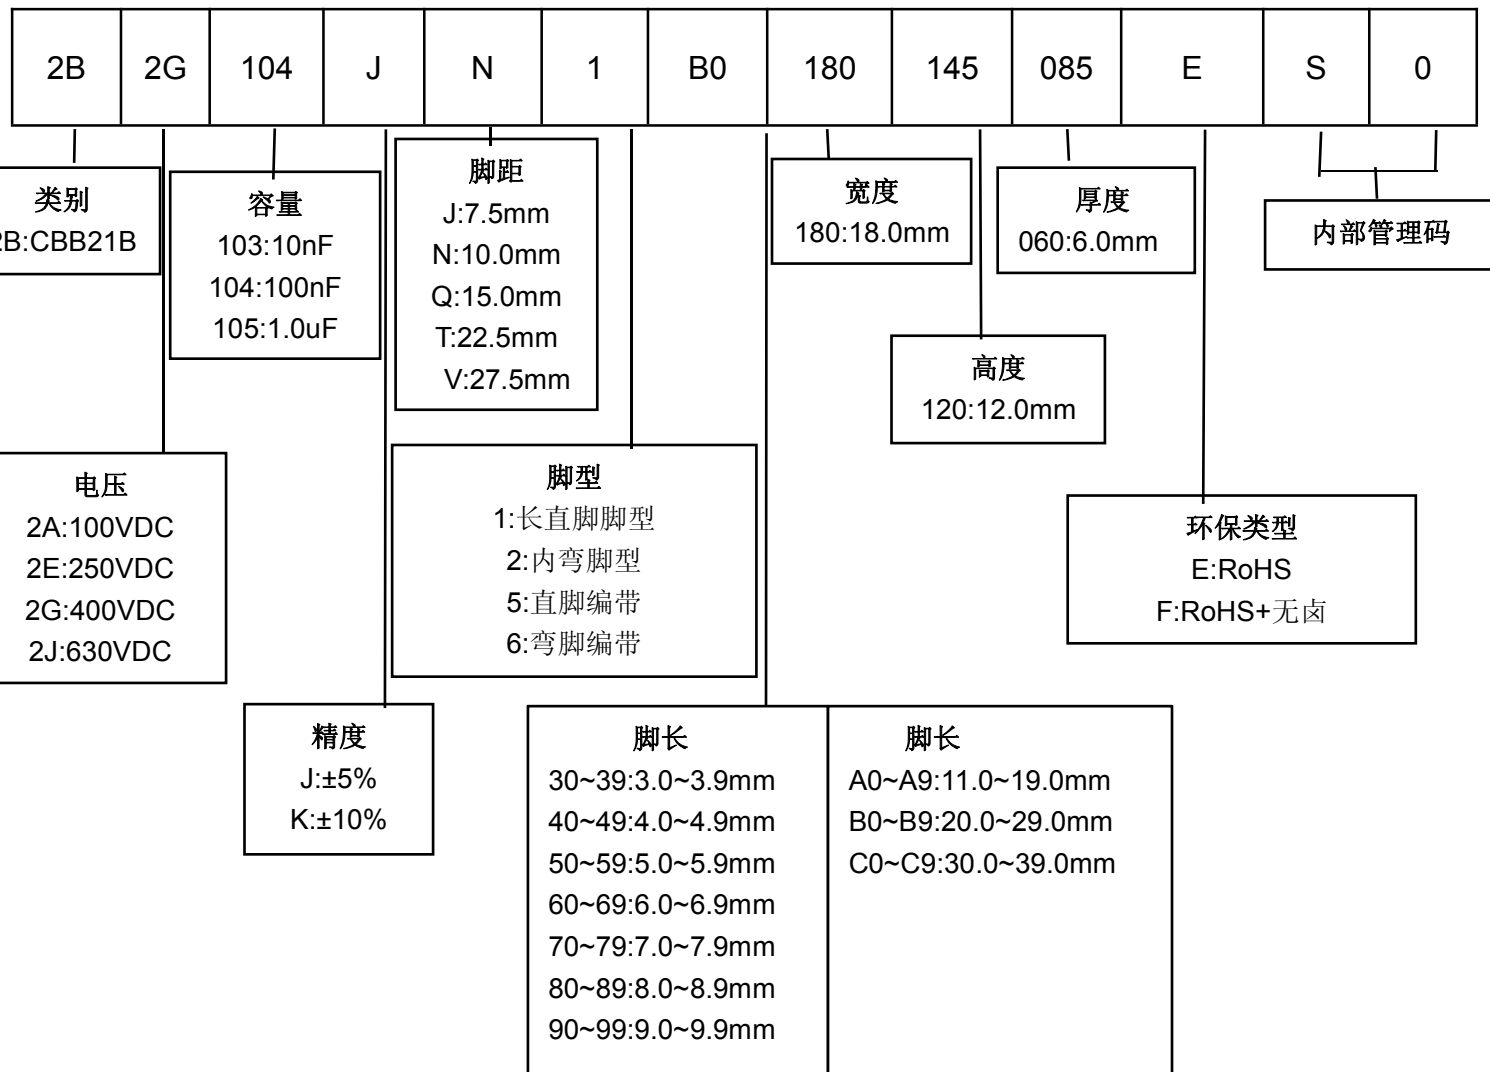 2B 2G 104 J N 1 B0 180 145 085 E S 0
类别
2B:CBB21B
容量
103:10nF
104:100nF
105:1.0uF
脚距
J:7.5mm
N:10.0mm
Q:15.0mm
T:22.5mm
V:27.5mm
宽度
180:18.0mm
厚度
060:6.0mm
内部管理码
高度
120:12.0mm
电压
2A:100VDC
2E:250VDC
2G:400VDC
2J:630VDC
脚型
1:长直脚脚型
2:内弯脚型
5:直脚编带
6:弯脚编带
环保类型
E:RoHS
F:RoHS+无卤
精度
J:±5%
K:±10%
脚长
30~39:3.0~3.9mm
40~49:4.0~4.9mm
50~59:5.0~5.9mm
60~69:6.0~6.9mm
70~79:7.0~7.9mm
80~89:8.0~8.9mm
90~99:9.0~9.9mm
脚长
A0~A9:11.0~19.0mm
B0~B9:20.0~29.0mm
C0~C9:30.0~39.0mm